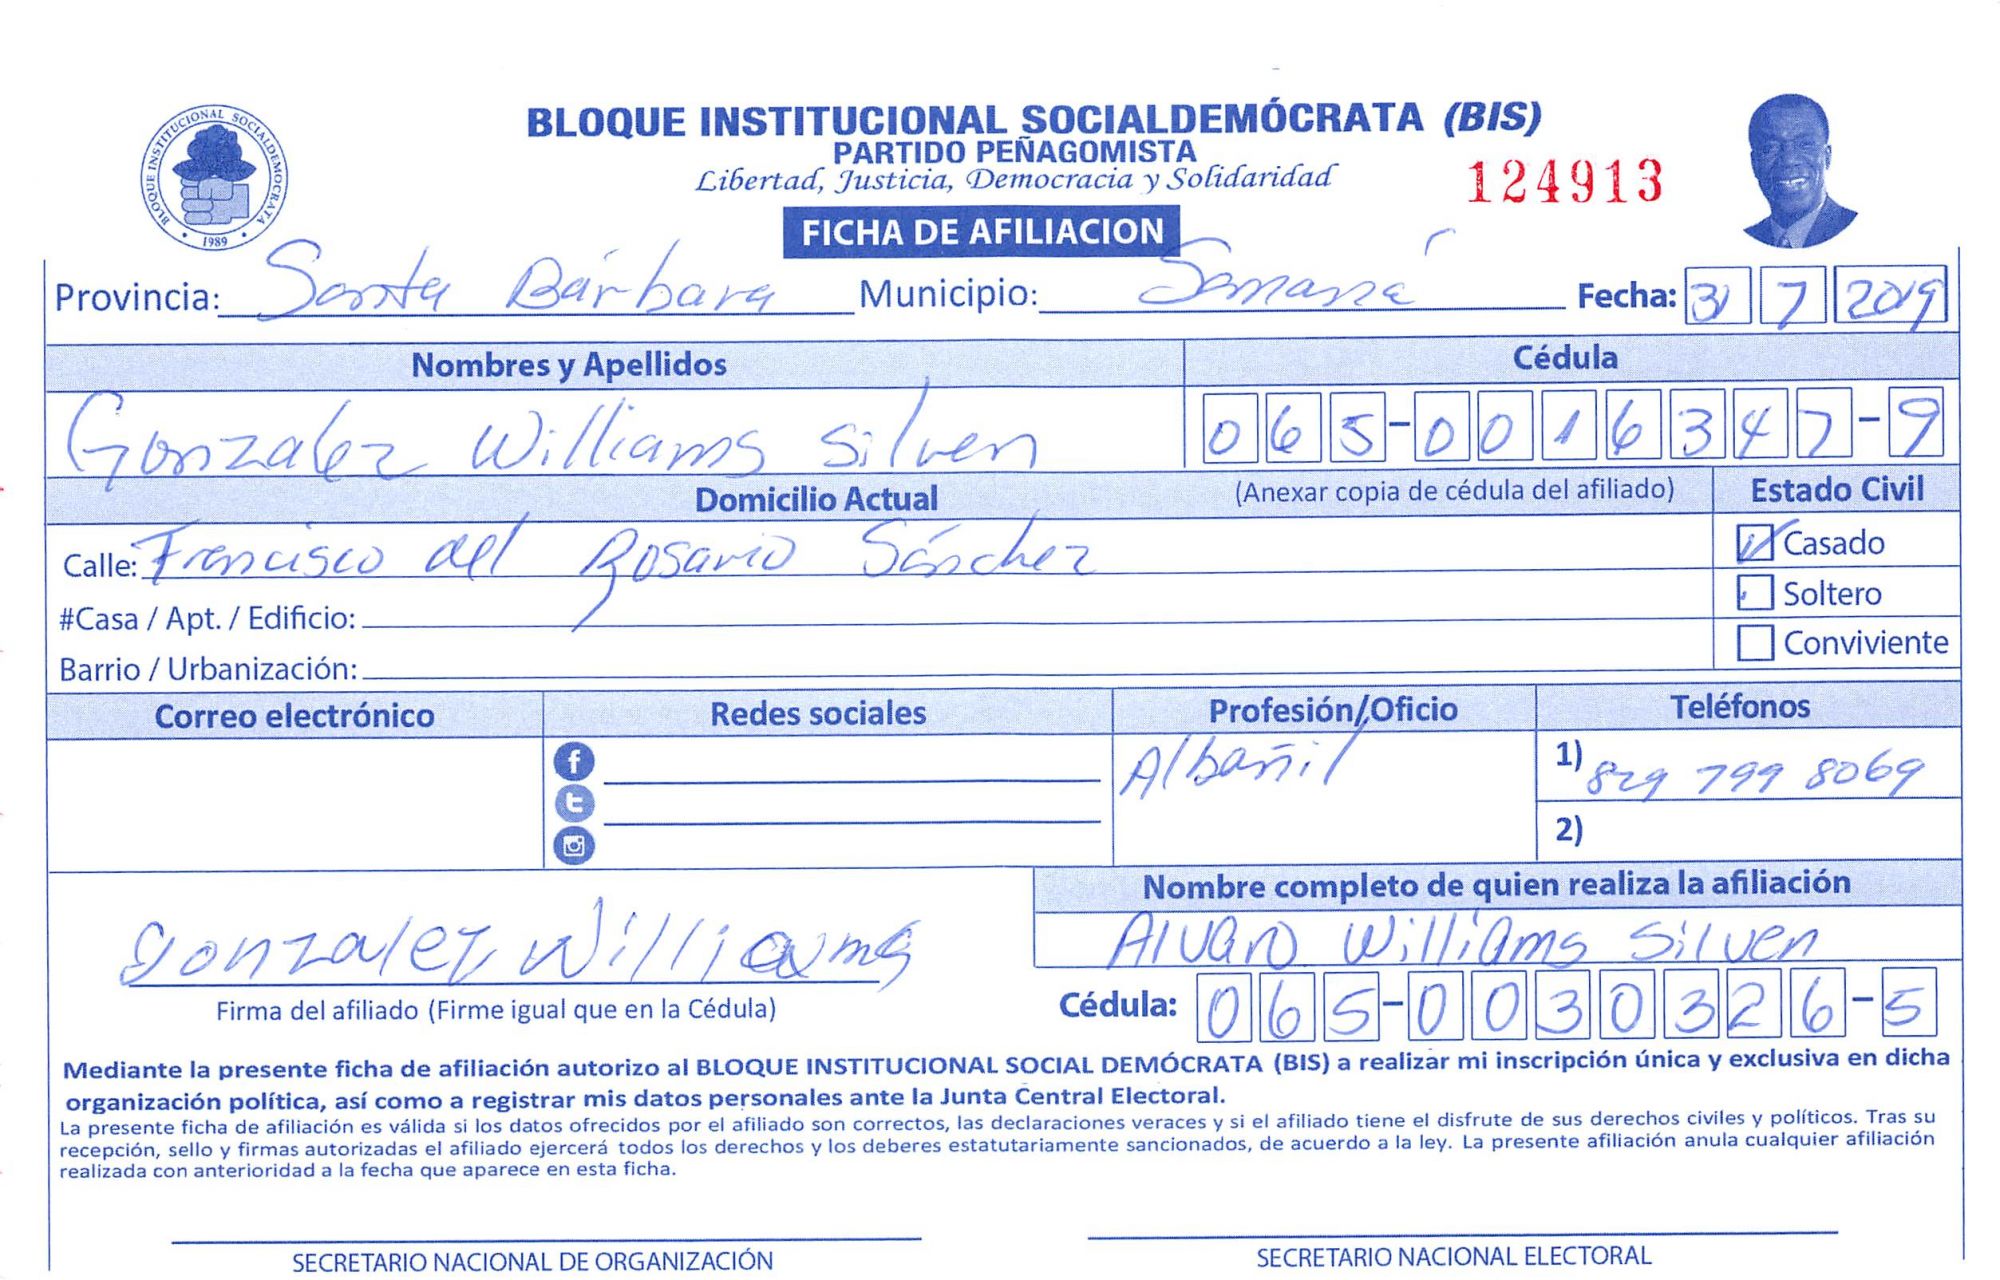 BLOQUE INSTITUCIONAL SOCIALDEMOCRATA
1989
BLOQUE INSTITUCIONAL SOCIALDEMÓCRATA (BIS)
PARTIDO PEÑAGOMISTA
Libertad, Justicia, Democracia y Solidaridad
124913
FICHA DE AFILIACION
Provincia: Santa Bárbara Municipio: Samaná Fecha: 31 7 2019
Nombres y Apellidos Cédula
Gonzalez Williams Silven 065-0016347-9
Domicilio Actual (Anexar copia de cédula del afiliado) Estado Civil
Calle: Francisco del Rosario Sánchez Casado
#Casa / Apt. / Edificio: Soltero
Barrio / Urbanización: Conviviente
Correo electrónico Redes sociales Profesión/Oficio Teléfonos
Albañil 1) 829 799 8069
2)
Nombre completo de quien realiza la afiliación
Gonzalez Williams Alvaro Williams Silven
Firma del afiliado (Firme igual que en la Cédula) Cédula: 065-0030326-5
Mediante la presente ficha de afiliación autorizo al BLOQUE INSTITUCIONAL SOCIAL DEMÓCRATA (BIS) a realizar mi inscripción única y exclusiva en dicha
organización política, así como a registrar mis datos personales ante la Junta Central Electoral.
La presente ficha de afiliación es válida si los datos ofrecidos por el afiliado son correctos, las declaraciones veraces y si el afiliado tiene el disfrute de sus derechos civiles y políticos. Tras su
recepción, sello y firmas autorizadas el afiliado ejercerá todos los derechos y los deberes estatutariamente sancionados, de acuerdo a la ley. La presente afiliación anula cualquier afiliación
realizada con anterioridad a la fecha que aparece en esta ficha.
SECRETARIO NACIONAL DE ORGANIZACIÓN SECRETARIO NACIONAL ELECTORAL